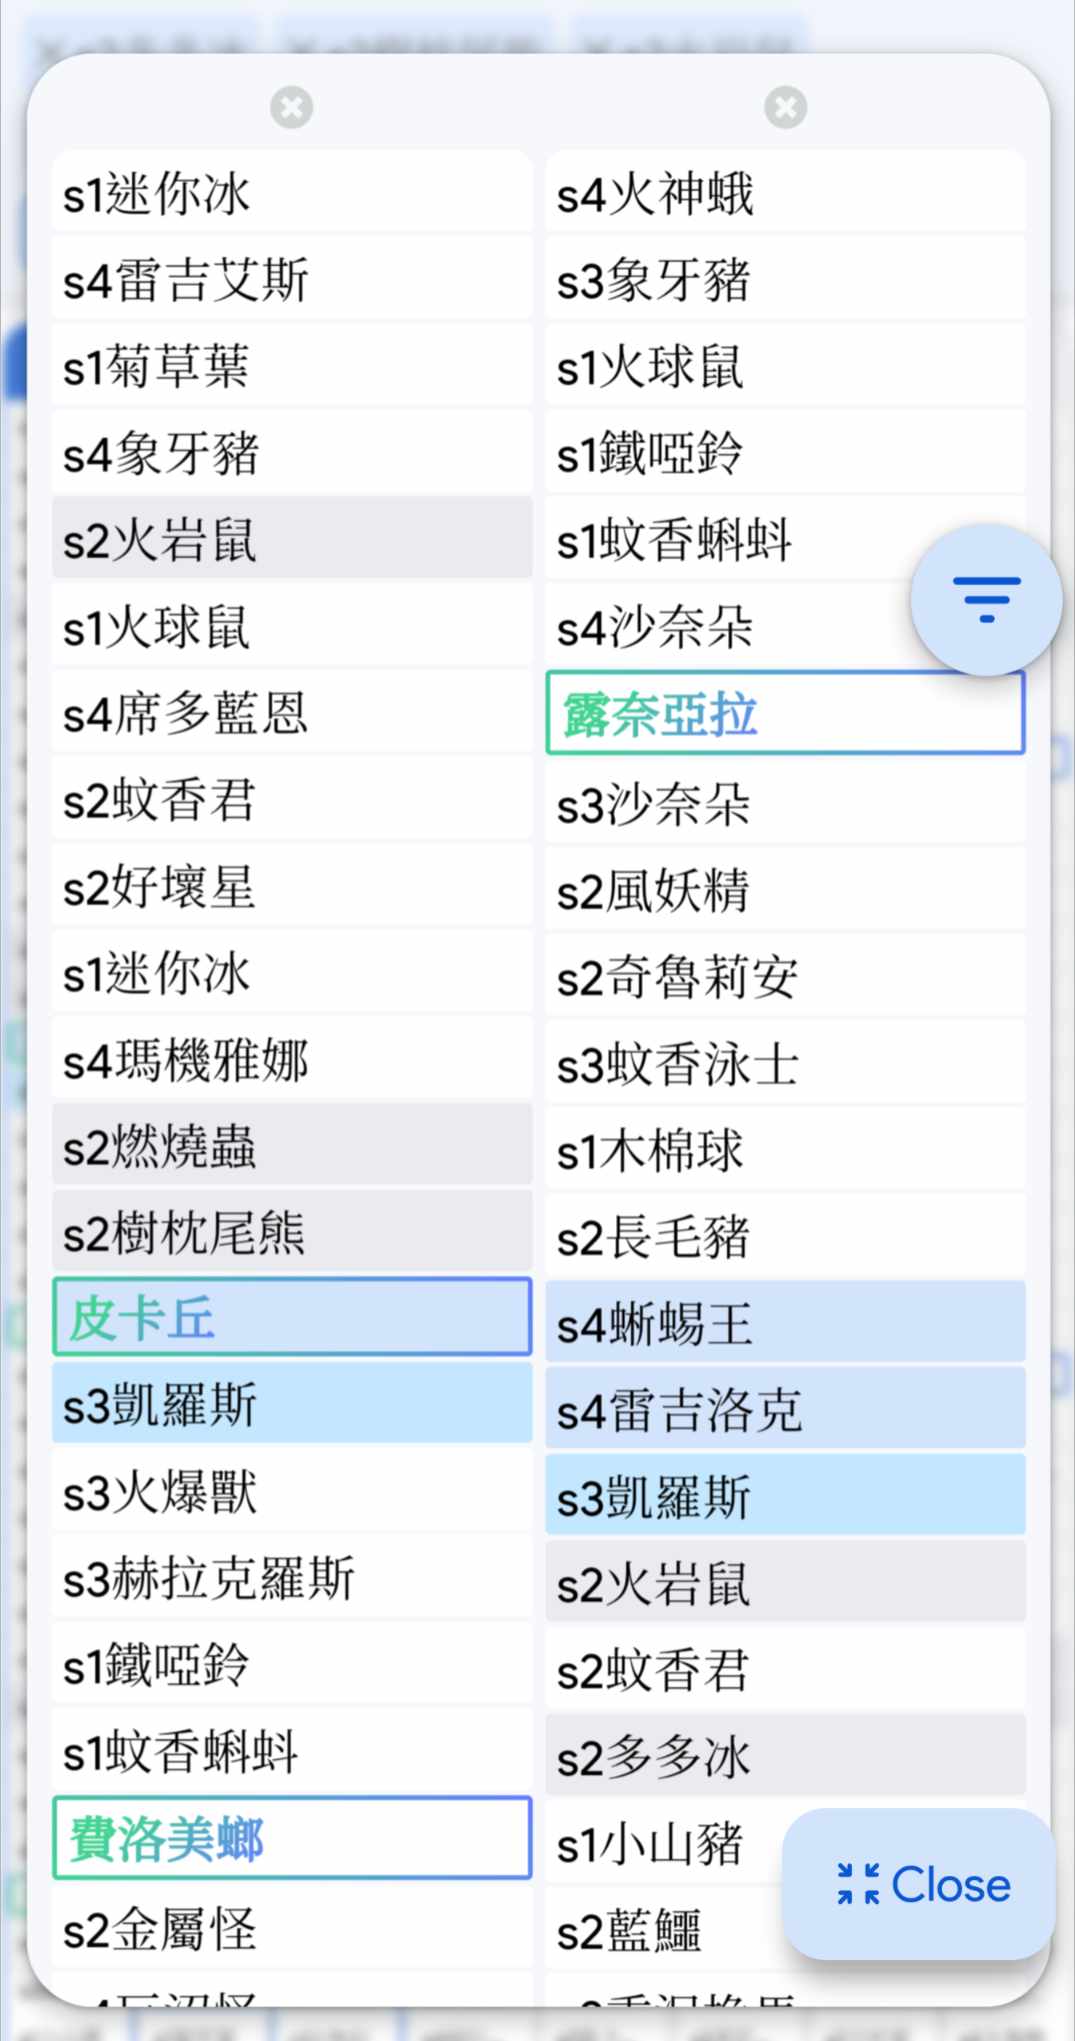 s1迷你冰
s4雷吉艾斯
s1菊草葉
s4象牙豬
s2火岩鼠
s1火球鼠
s4席多藍恩
s2蚊香君
s2好壞星
s1迷你冰
s4瑪機雅娜
s2燃燒蟲
s2樹枕尾熊
皮卡丘
s3凱羅斯
s3火爆獸
s3赫拉克羅斯
s1鐵啞鈴
s1蚊香蝌蚪
費洛美螂
s2金屬怪
s4火神蛾
s3象牙豬
s1火球鼠
s1鐵啞鈴
s1蚊香蝌蚪
s4沙奈朵
露奈亞拉
s3沙奈朵
s2風妖精
s2奇魯莉安
s3蚊香泳士
s1木棉球
s2長毛豬
s4蜥蜴王
s4雷吉洛克
s3凱羅斯
s2火岩鼠
s2蚊香君
s2多多冰
s1小山豬
s2藍鱷
Close